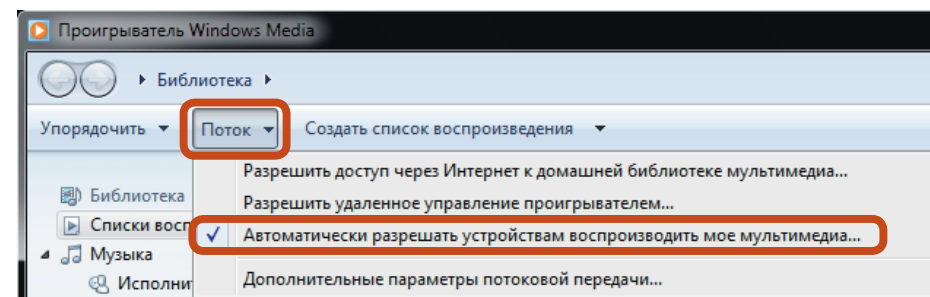 Проигрыватель Windows Media
Библиотека
Упорядочить Поток Создать список воспроизведения
Разрешить доступ через Интернет к домашней библиотеке мультимедиа...
Библиотека
Разрешить удаленное управление проигрывателем...
Списки восп
Автоматически разрешать устройствам воспроизводить мое мультимедиа...
Музыка
Исполни
Дополнительные параметры потоковой передачи...